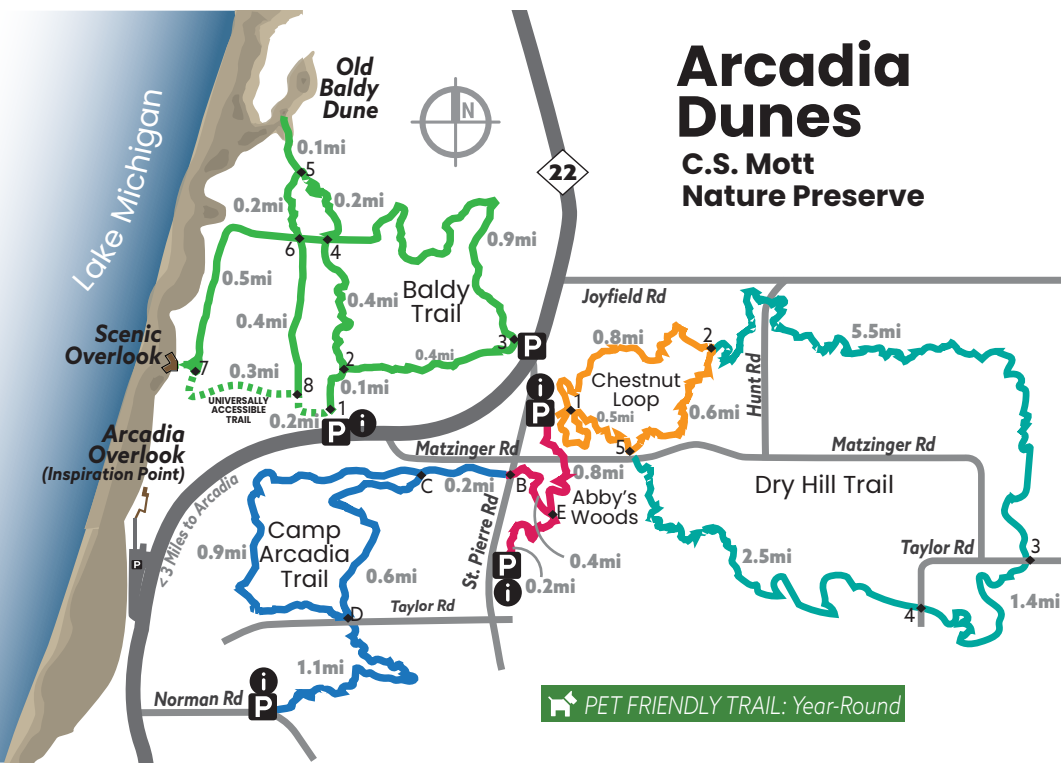 Arcadia
Dunes
C.S. Mott
Nature Preserve
Old
Baldy
Dune
N
22
Lake Michigan
0.1mi
5
0.2mi
0.2mi
6
4
0.9mi
0.5mi
0.4mi
Baldy
Trail
0.4mi
Joyfield Rd
Scenic
Overlook
7
3
P
0.4mi
2
0.3mi
8
0.1mi
UNIVERSALLY
ACCESSIBLE
TRAIL
0.2mi
1
P
i
i
P
0.8mi
2
5.5mi
Chestnut
Loop
1
0.5mi
0.6mi
Hunt Rd
5
Arcadia
Overlook
(Inspiration Point)
Matzinger Rd
Matzinger Rd
<3 Miles to Arcadia
C
0.2mi
B
0.8mi
Abby's
Woods
E
Dry Hill Trail
Camp
Arcadia
Trail
0.9mi
0.6mi
St. Pierre Rd
P
P
i
0.4mi
0.2mi
2.5mi
Taylor Rd
3
1.4mi
4
D
Taylor Rd
1.1mi
i
P
Norman Rd
PET FRIENDLY TRAIL: Year-Round